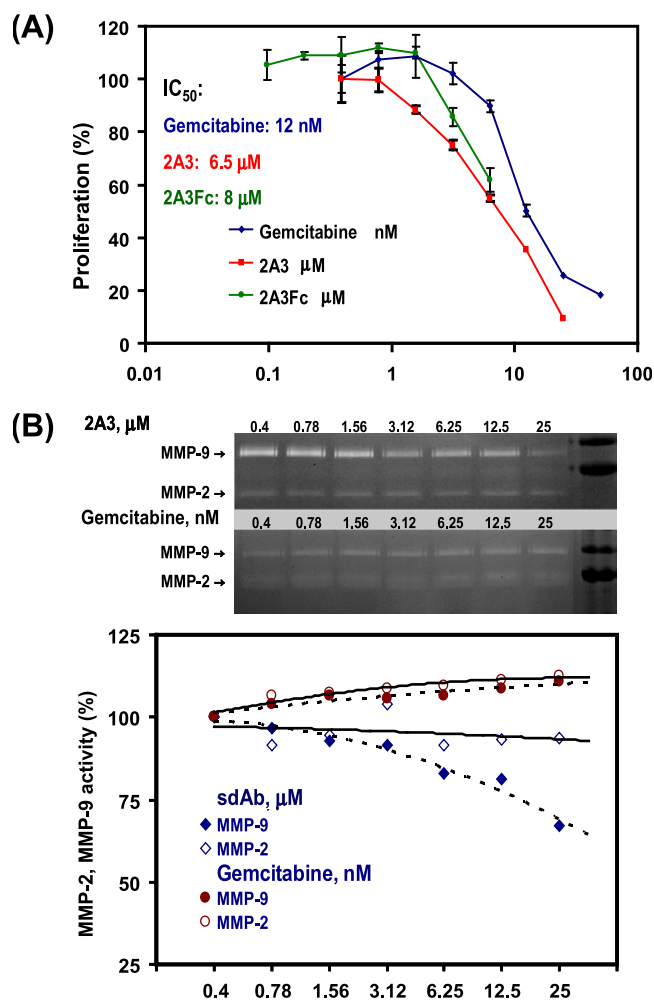 (A)
120
100
80
60
40
20
0
Proliferation (%)
IC50:
Gemcitabine: 12 nM
2A3: 6.5 μM
2A3Fc: 8 μM
Gemcitabine nM
2A3 μM
2A3Fc μM
0.01 0.1 1 10 100
(B)
2A3, μM
0.4 0.78 1.56 3.12 6.25 12.5 25
MMP-9 →
MMP-2 →
Gemcitabine, nM
0.4 0.78 1.56 3.12 6.25 12.5 25
MMP-9 →
MMP-2 →
125
100
75
50
25
MMP-2, MMP-9 activity (%)
sdAb, μM
MMP-9
MMP-2
Gemcitabine, nM
MMP-9
MMP-2
0.4 0.78 1.56 3.12 6.25 12.5 25